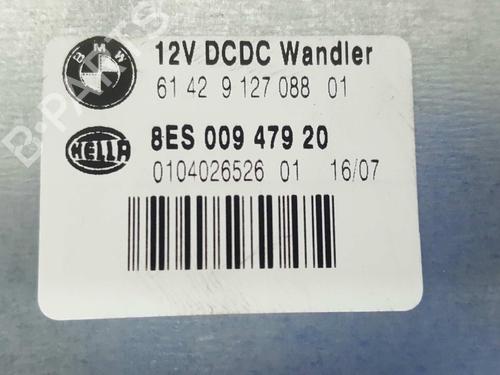 BMW
12V DCDC Wandler
61 42 9 127 088 01
HELLA
8ES 009 479 20
0104026526 01 16/07
B-PARTS